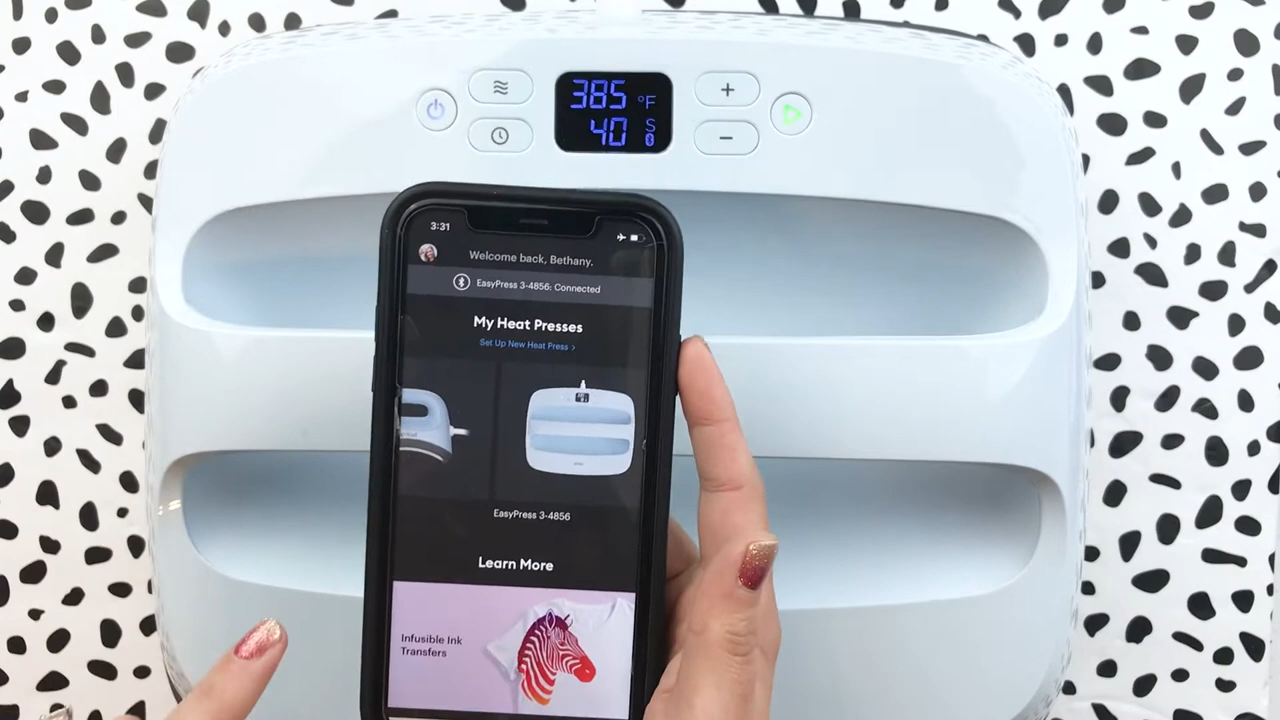 385 °F
40 S
3:31
Welcome back, Bethany.
EasyPress 3-4856: Connected
My Heat Presses
Set Up New Heat Press >
EasyPress 3-4856
Learn More
Infusible Ink
Transfers